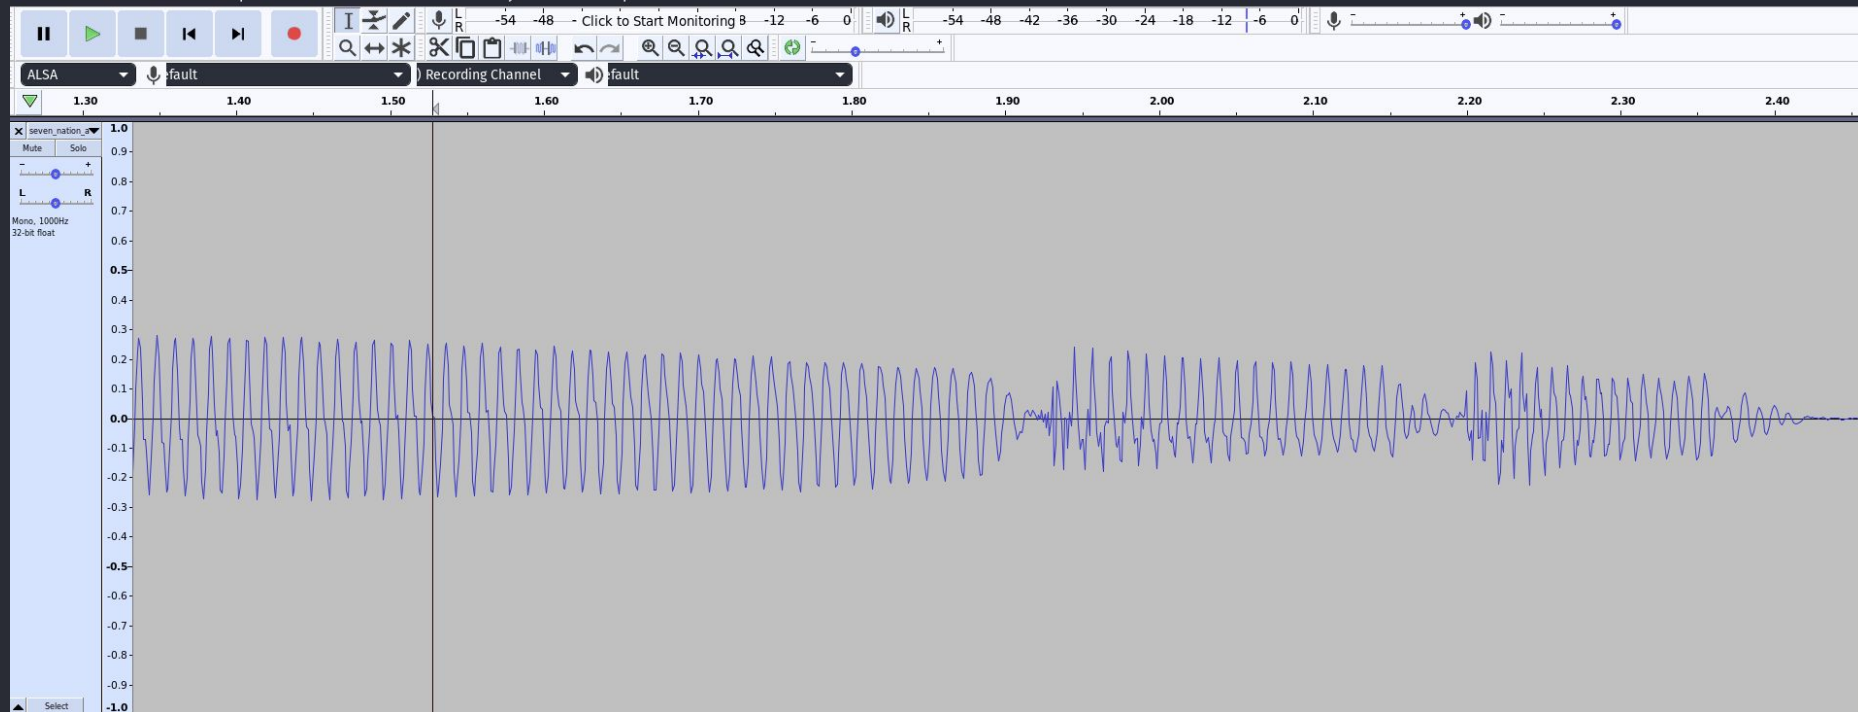 L
R
-54 -48 - Click to Start Monitoring 8 -12 -6 0
L
R
-54 -48 -42 -36 -30 -24 -18 -12 -6 0
- +
- +
- +
ALSA
efault
) Recording Channel
efault
1.30 1.40 1.50 1.60 1.70 1.80 1.90 2.00 2.10 2.20 2.30 2.40
seven_nation_a
Mute Solo
- +
L R
Mono, 1000Hz
32-bit float
Select
1.0
0.9
0.8
0.7
0.6
0.5
0.4
0.3
0.2
0.1
0.0
-0.1
-0.2
-0.3
-0.4
-0.5
-0.6
-0.7
-0.8
-0.9
-1.0